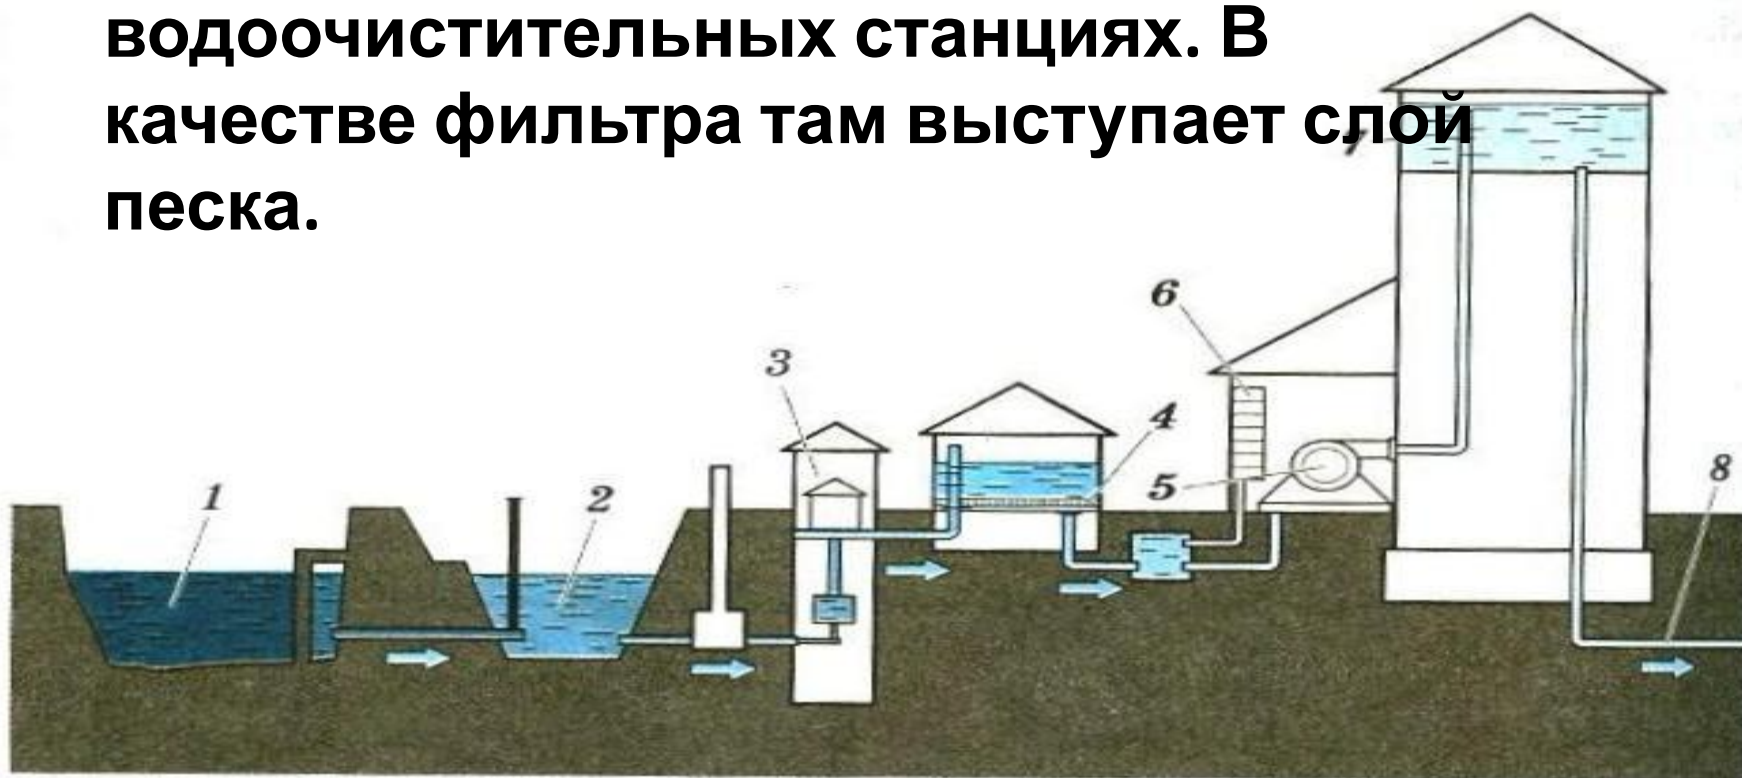 водоочистительных станциях. В
качестве фильтра там выступает слой
песка.
6
3
4
5
8
1
2